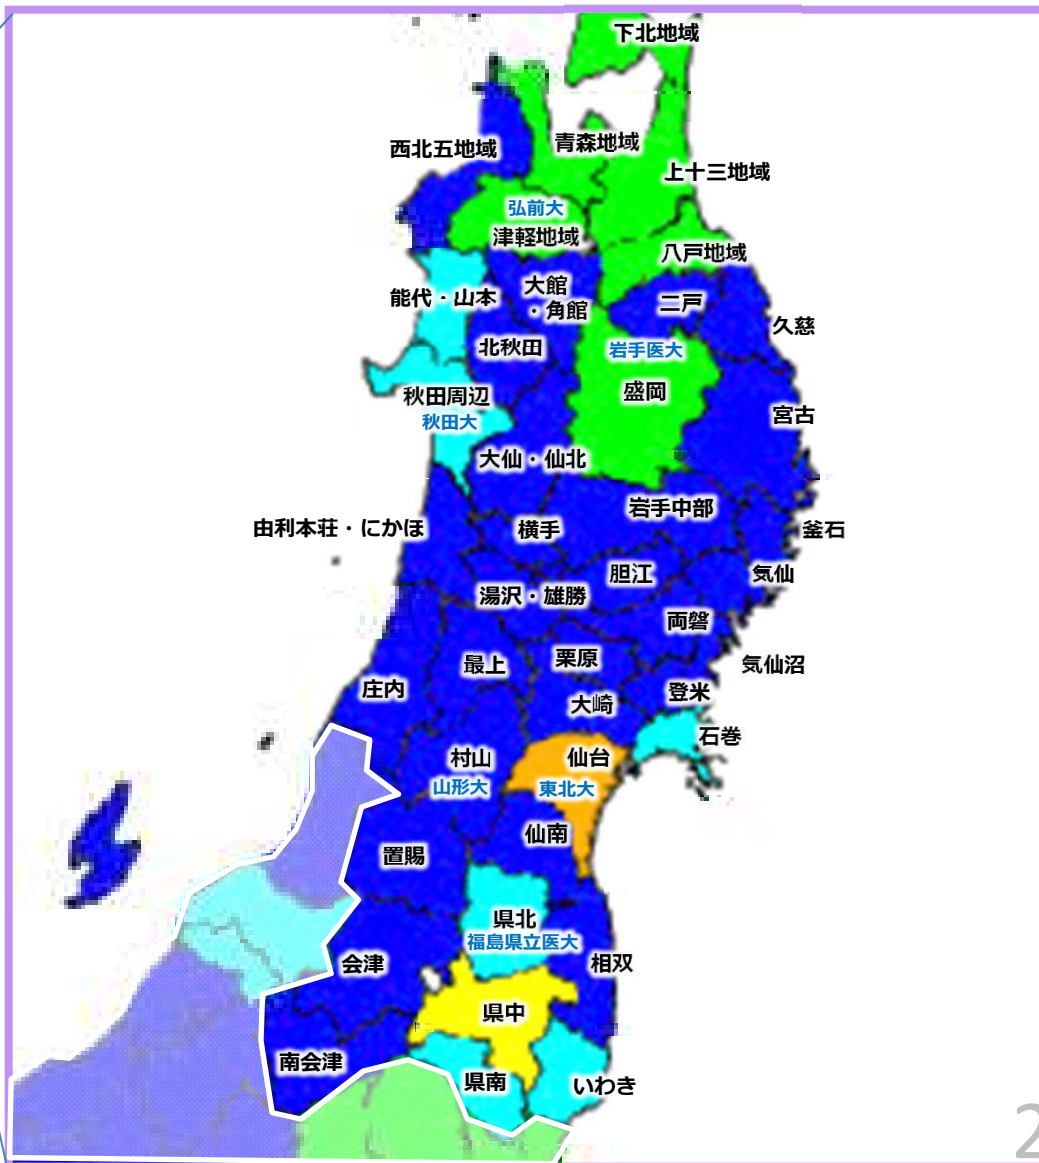 下北地域
西北五地域
青森地域
上十三地域
弘前大
津軽地域
八戸地域
能代・山本
大館
・角館
二戸
久慈
北秋田
岩手医大
盛岡
秋田周辺
秋田大
宮古
大仙・仙北
岩手中部
由利本荘・にかほ
横手
釜石
胆江
気仙
湯沢・雄勝
両磐
最上
栗原
気仙沼
庄内
登米
大崎
石巻
村山
仙台
山形大
東北大
仙南
置賜
県北
福島県立医大
会津
相双
県中
南会津
県南
いわき
2